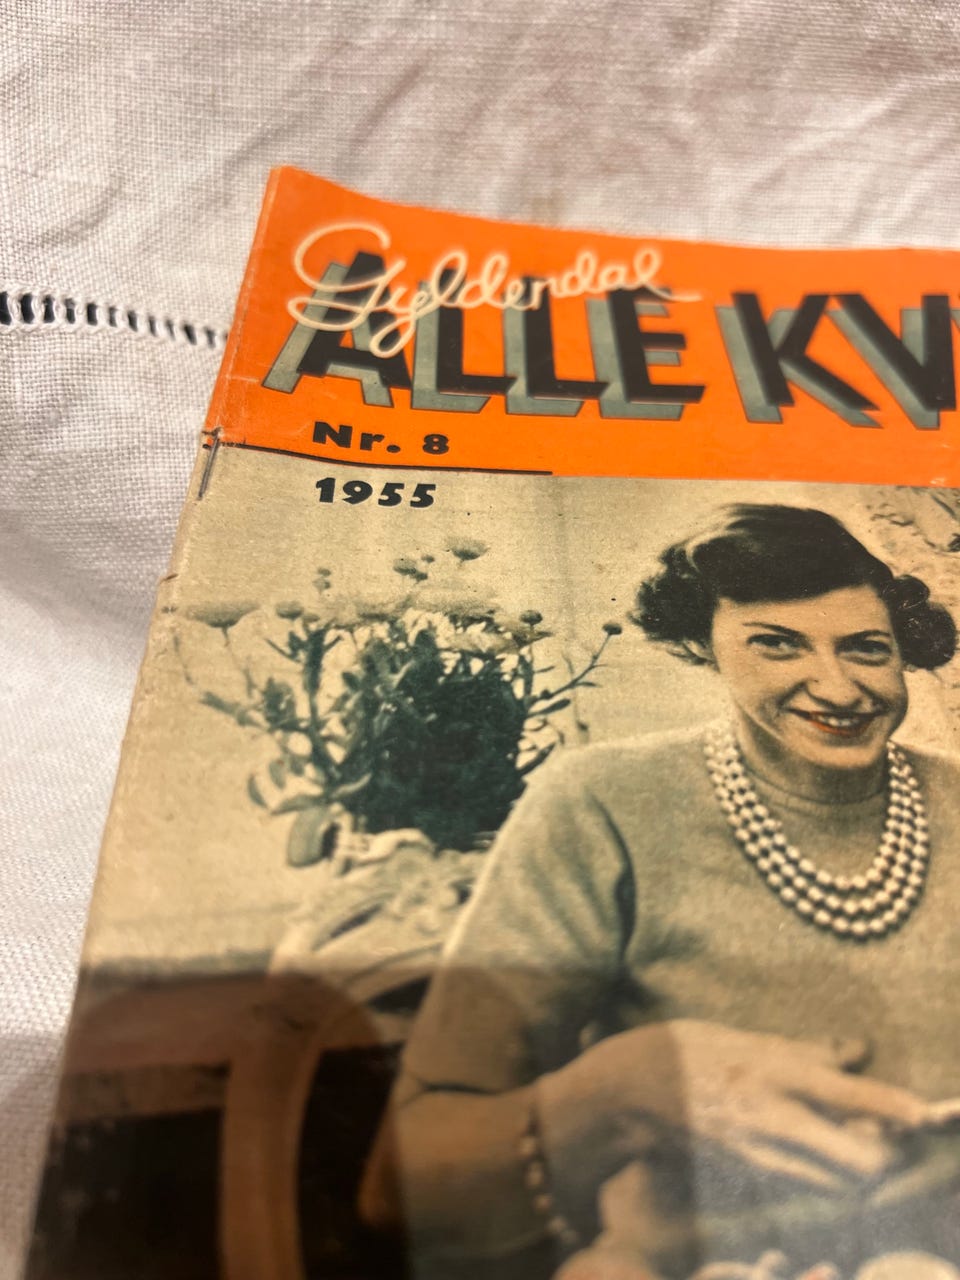 Gyldendal
ALLE KV
Nr. 8
1955